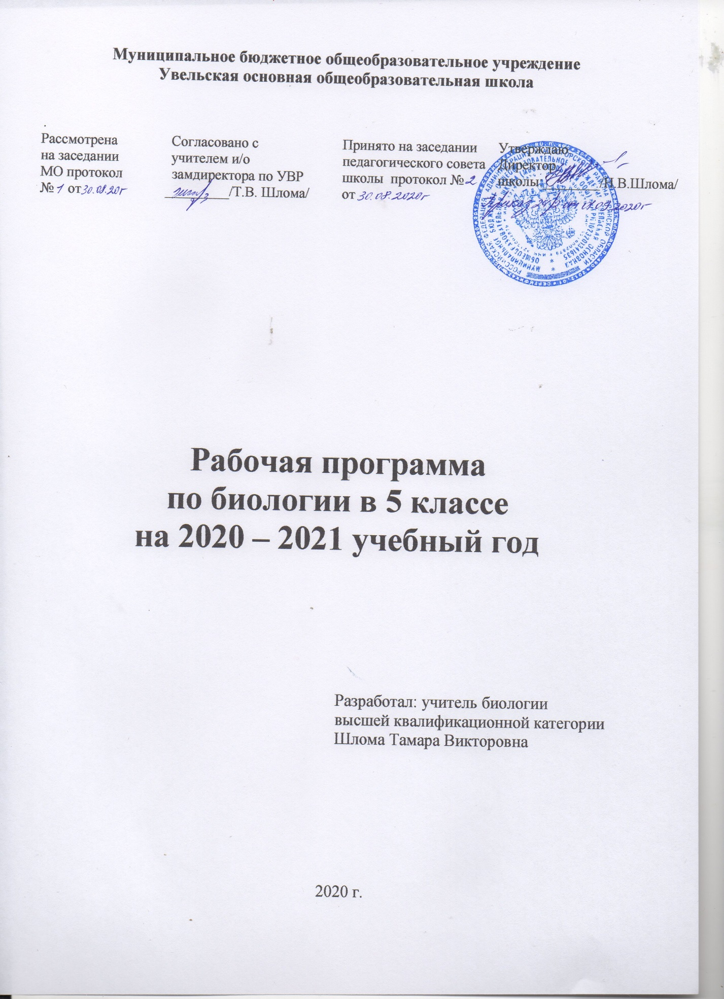 Муниципальное бюджетное общеобразовательное учреждение
Увельская основная общеобразовательная школа
Рассмотрена
на заседании
МО протокол
№ 1 от 30.08.20г
Согласовано с
учителем и/о
замдиректора по УВР
_________/Т.В. Шлома/
Принято на заседании
педагогического совета
школы протокол № 2
от 30.08.2020г
Утверждаю
Директор
школы ________/Н.В.Шлома/
Приказ от 01.09.2020г
Рабочая программа
по биологии в 5 классе
на 2020 – 2021 учебный год
Разработал: учитель биологии
высшей квалификационной категории
Шлома Тамара Викторовна
2020 г.